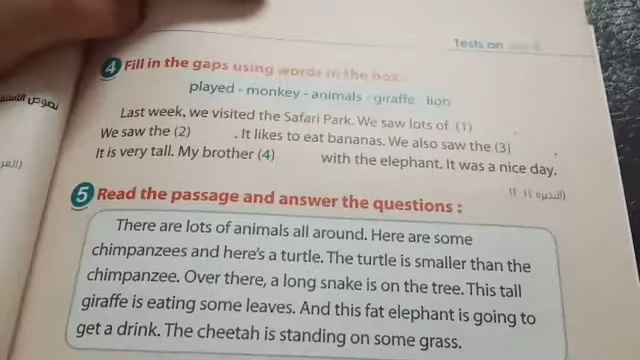 Tests on
4 Fill in the gaps using words in the box
played - monkey - animals - giraffe lion
Last week, we visited the Safari Park. We saw lots of (1) .
We saw the (2) . It likes to eat bananas. We also saw the (3) .
It is very tall. My brother (4) with the elephant. It was a nice day.
5 Read the passage and answer the questions :
There are lots of animals all around. Here are some
chimpanzees and here's a turtle. The turtle is smaller than the
chimpanzee. Over there, a long snake is on the tree. This tall
giraffe is eating some leaves. And this fat elephant is going to
get a drink. The cheetah is standing on some grass.